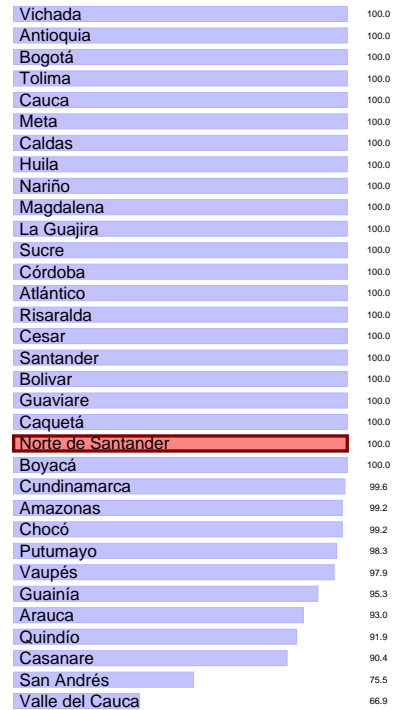 Vichada 100.0
Antioquia 100.0
Bogotá 100.0
Tolima 100.0
Cauca 100.0
Meta 100.0
Caldas 100.0
Huila 100.0
Nariño 100.0
Magdalena 100.0
La Guajira 100.0
Sucre 100.0
Córdoba 100.0
Atlántico 100.0
Risaralda 100.0
Cesar 100.0
Santander 100.0
Bolivar 100.0
Guaviare 100.0
Caquetá 100.0
Norte de Santander 100.0
Boyacá 100.0
Cundinamarca 99.6
Amazonas 99.2
Chocó 99.2
Putumayo 98.3
Vaupés 97.9
Guainía 95.3
Arauca 93.0
Quindío 91.9
Casanare 90.4
San Andrés 75.5
Valle del Cauca 66.9